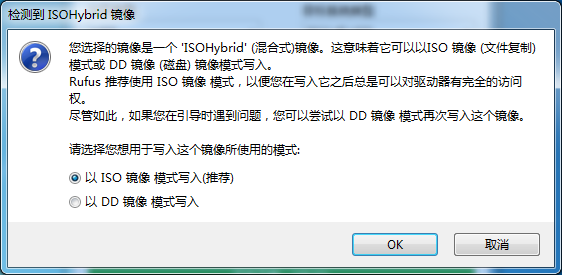 检测到 ISOHybrid 镜像
您选择的镜像是一个 'ISOHybrid' (混合式)镜像。这意味着它可以以ISO 镜像 (文件复制)
模式或 DD 镜像 (磁盘) 镜像模式写入。
Rufus 推荐使用 ISO 镜像 模式，以便您在写入它之后总是可以对驱动器有完全的访问
权。
尽管如此，如果您在引导时遇到问题，您可以尝试以 DD 镜像 模式再次写入这个镜像。
请选择您想用于写入这个镜像所使用的模式:
以 ISO 镜像 模式写入(推荐)
以 DD 镜像 模式写入
OK
取消